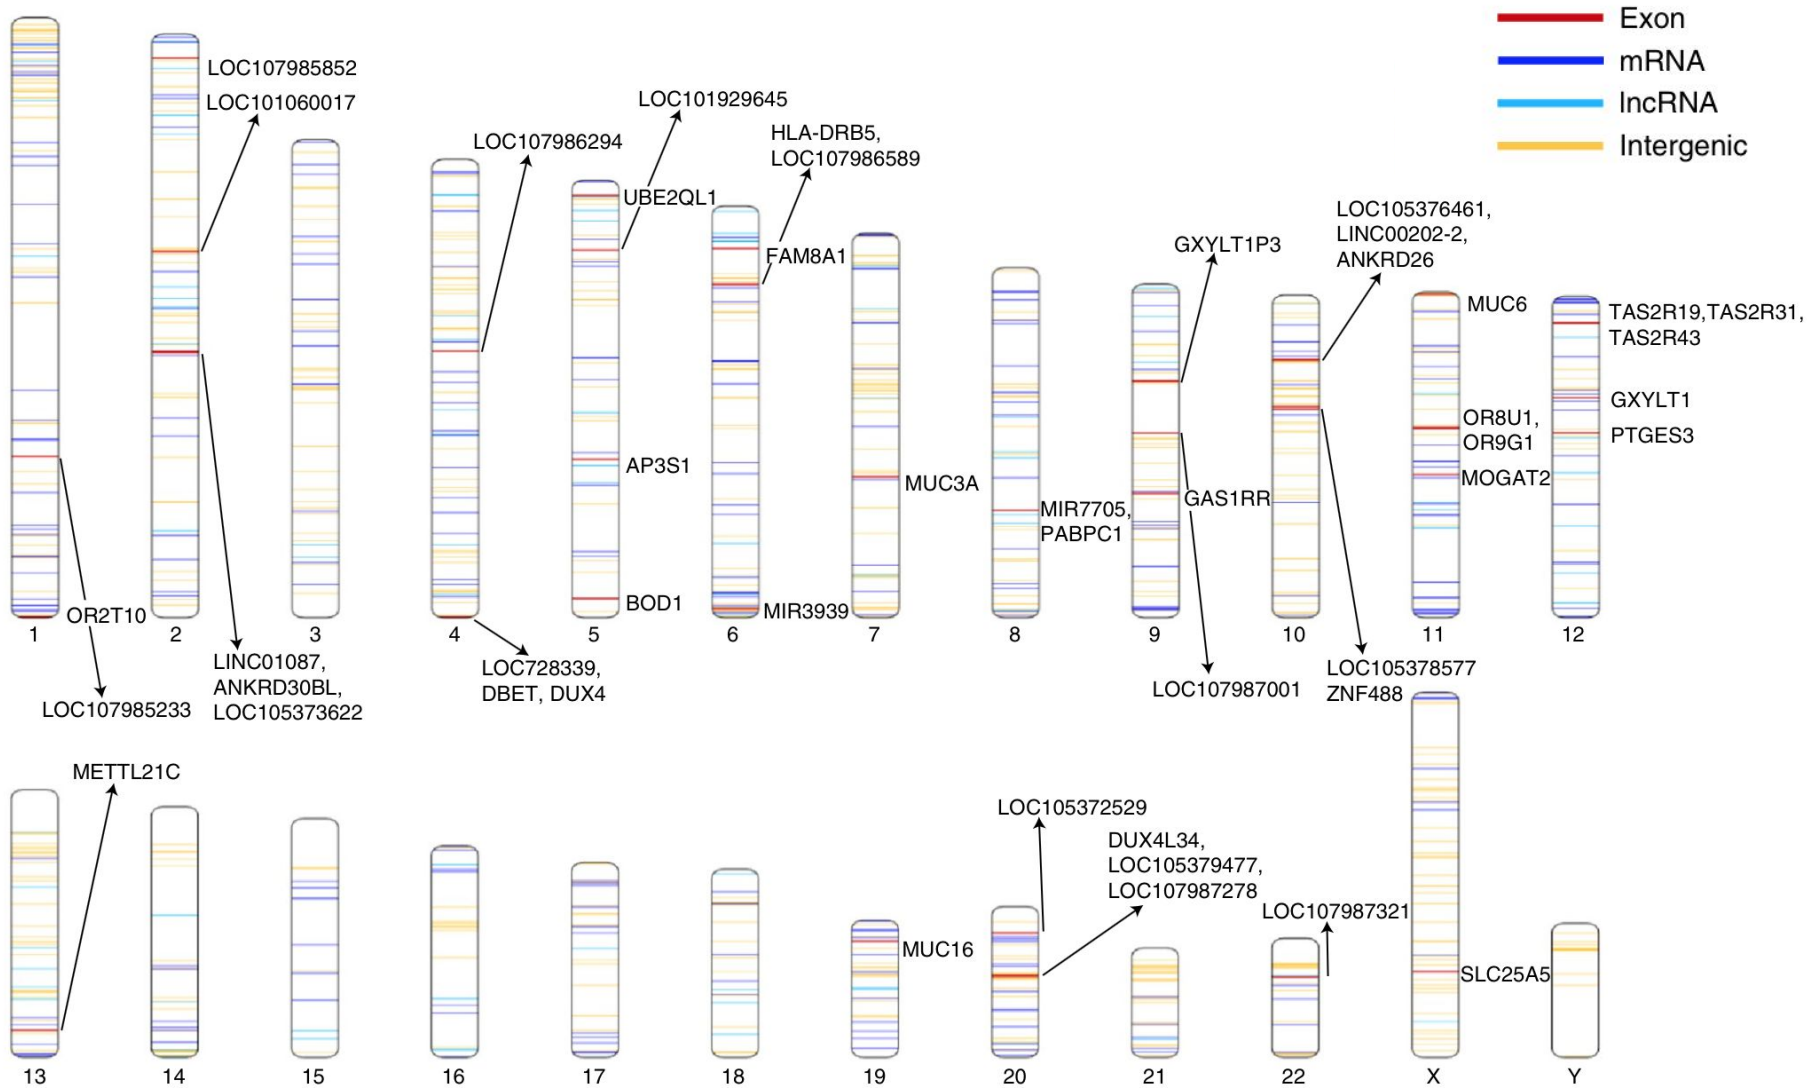 Exon
mRNA
lncRNA
Intergenic
LOC107985852
LOC101060017
LOC107986294
LOC101929645
UBE2QL1
HLA-DRB5,
LOC107986589
FAM8A1
GXYLT1P3
LOC105376461,
LINC00202-2,
ANKRD26
MUC6
TAS2R19,TAS2R31,
TAS2R43
GXYLT1
PTGES3
OR8U1,
OR9G1
MOGAT2
AP3S1
MUC3A
MIR7705,
PABPC1
GAS1RR
OR2T10
BOD1
MIR3939
1
2
3
4
5
6
7
8
9
10
11
12
LOC107985233
LINC01087,
ANKRD30BL,
LOC105373622
LOC728339,
DBET, DUX4
LOC107987001
LOC105378577
ZNF488
METTL21C
LOC105372529
DUX4L34,
LOC105379477,
LOC107987278
LOC107987321
MUC16
SLC25A5
13
14
15
16
17
18
19
20
21
22
X
Y